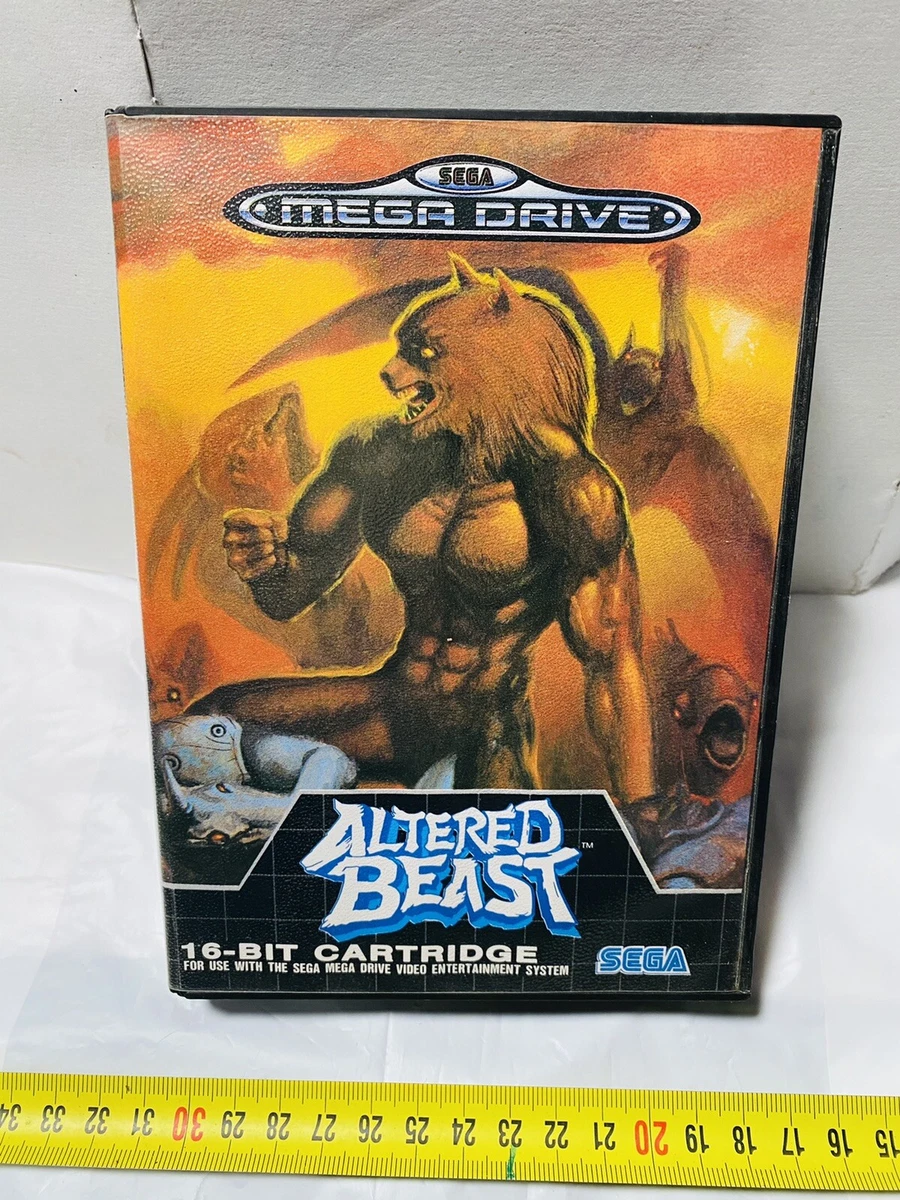 SEGA
MEGA DRIVE
ALTERED
BEAST™
16-BIT CARTRIDGE
FOR USE WITH THE SEGA MEGA DRIVE VIDEO ENTERTAINMENT SYSTEM
SEGA
34 33 32 31 30 29 28 27 26 25 24 23 22 21 20 19 18 17 16 15